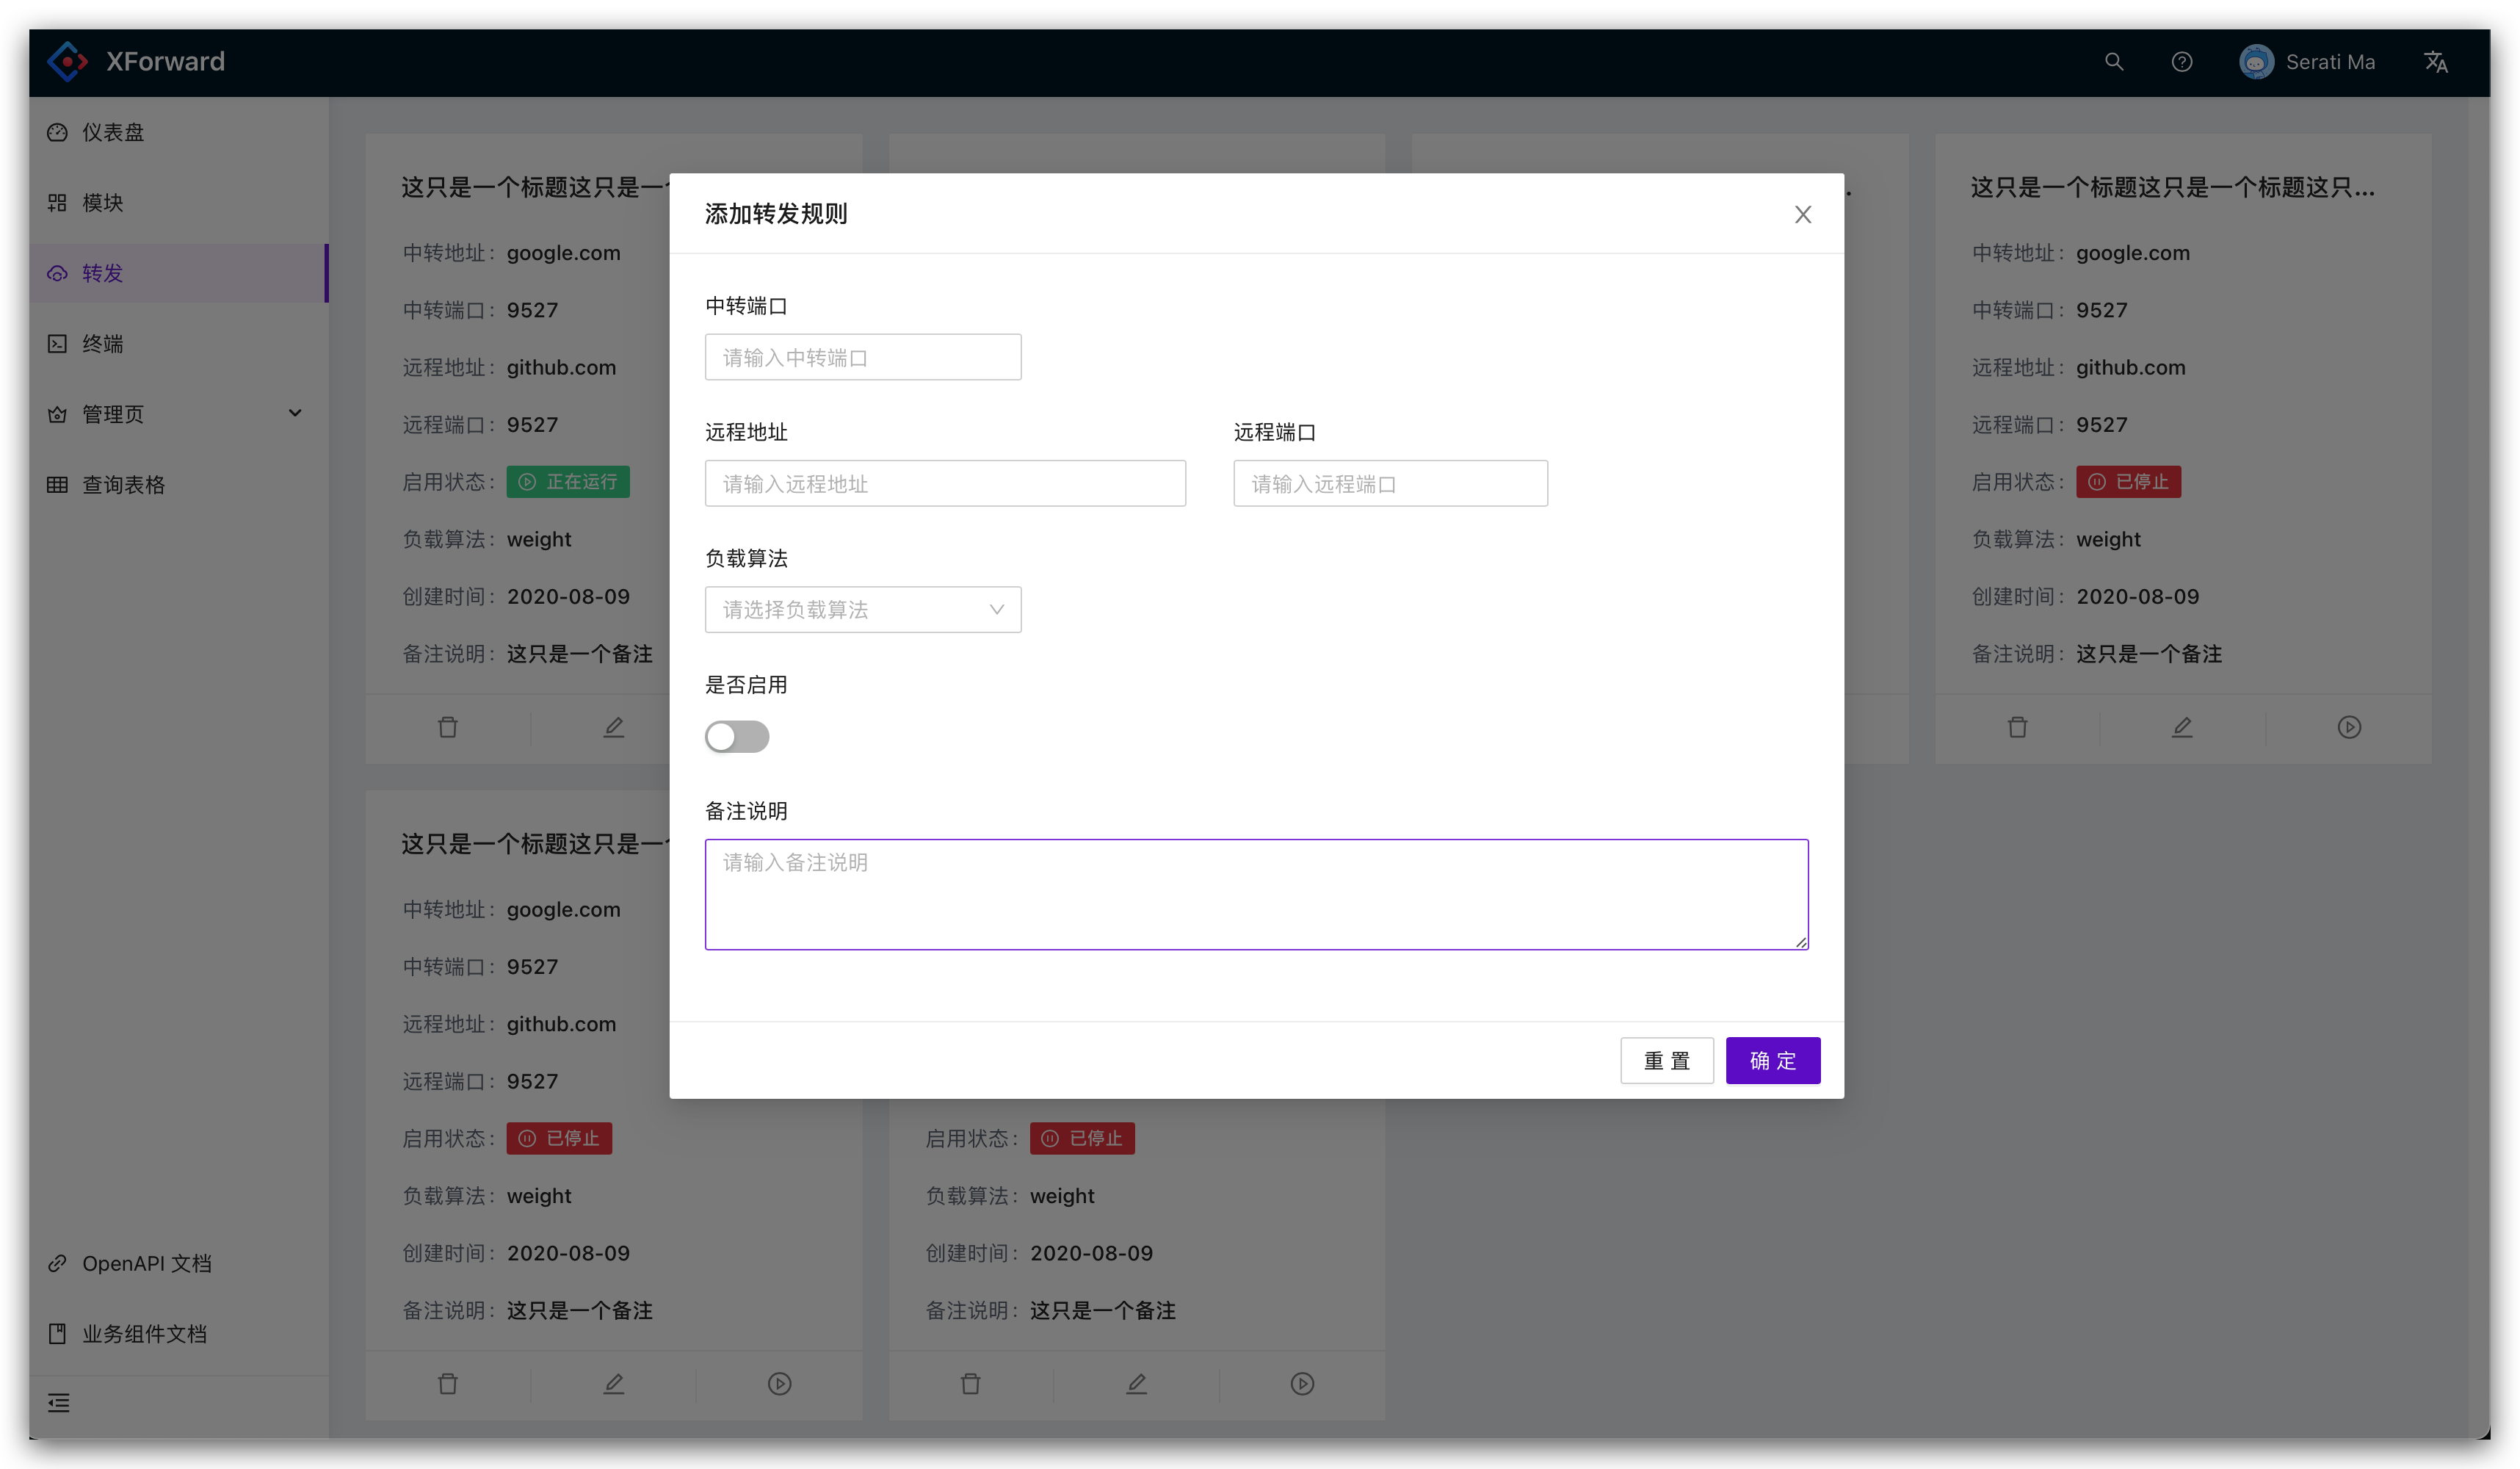 XForward
Serati Ma
仪表盘
模块
转发
终端
管理页
查询表格
OpenAPI 文档
业务组件文档
这只是一个标题这只是一个
中转地址: google.com
中转端口: 9527
远程地址: github.com
远程端口: 9527
启用状态: 正在运行
负载算法: weight
创建时间: 2020-08-09
备注说明: 这只是一个备注
这只是一个标题这只是一个标题这只...
中转地址: google.com
中转端口: 9527
远程地址: github.com
远程端口: 9527
启用状态: 已停止
负载算法: weight
创建时间: 2020-08-09
备注说明: 这只是一个备注
这只是一个标题这只是一个
中转地址: google.com
中转端口: 9527
远程地址: github.com
远程端口: 9527
启用状态: 已停止
负载算法: weight
创建时间: 2020-08-09
备注说明: 这只是一个备注
启用状态: 已停止
负载算法: weight
创建时间: 2020-08-09
备注说明: 这只是一个备注
添加转发规则
中转端口
请输入中转端口
远程地址
请输入远程地址
远程端口
请输入远程端口
负载算法
请选择负载算法
是否启用
备注说明
请输入备注说明
重 置
确 定